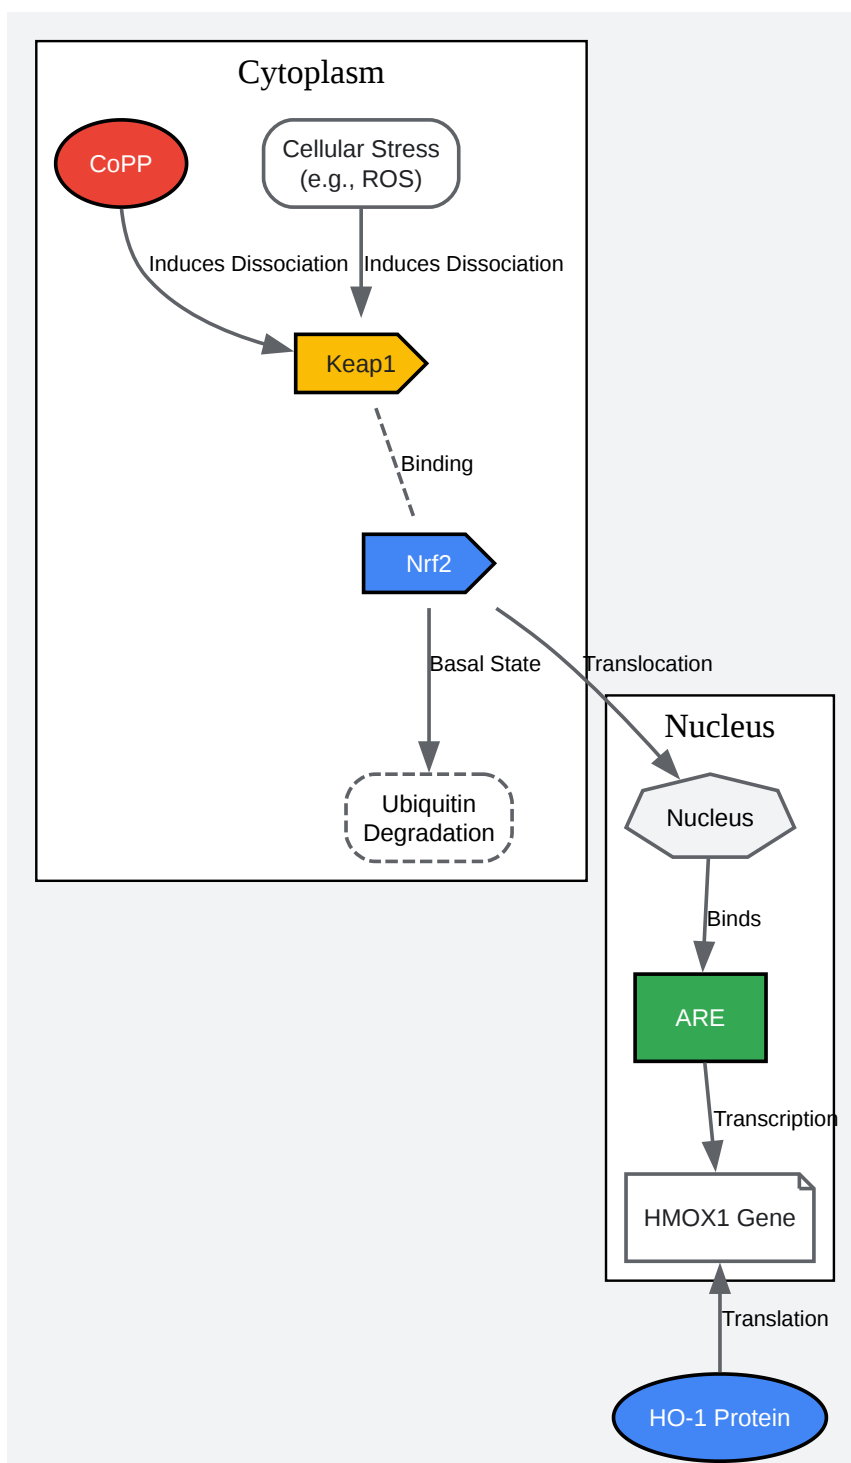 Cytoplasm
CoPP
Cellular Stress
(e.g., ROS)
Induces Dissociation
Induces Dissociation
Keap1
Binding
Nrf2
Basal State
Translocation
Nucleus
Ubiquitin
Degradation
Nucleus
Binds
ARE
Transcription
HMOX1 Gene
Translation
HO-1 Protein